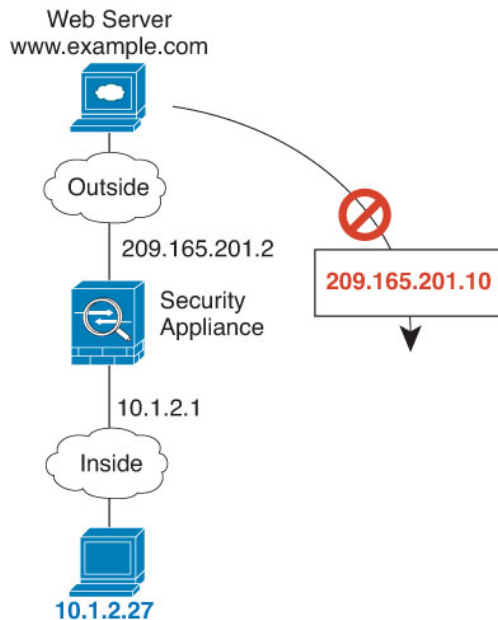 Web Server
www.example.com
Outside
209.165.201.2
209.165.201.10
Security
Appliance
10.1.2.1
Inside
10.1.2.27